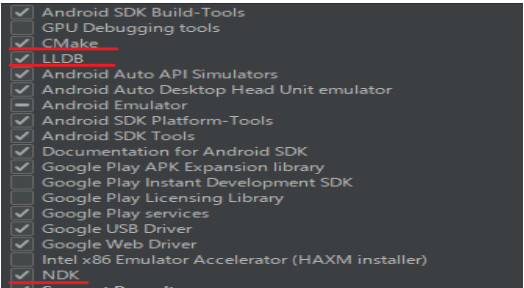 Android SDK Build-Tools
GPU Debugging tools
CMake
LLDB
Android Auto API Simulators
Android Auto Desktop Head Unit emulator
Android Emulator
Android SDK Platform-Tools
Android SDK Tools
Documentation for Android SDK
Google Play APK Expansion library
Google Play Instant Development SDK
Google Play Licensing Library
Google Play services
Google USB Driver
Google Web Driver
Intel x86 Emulator Accelerator (HAXM installer)
NDK